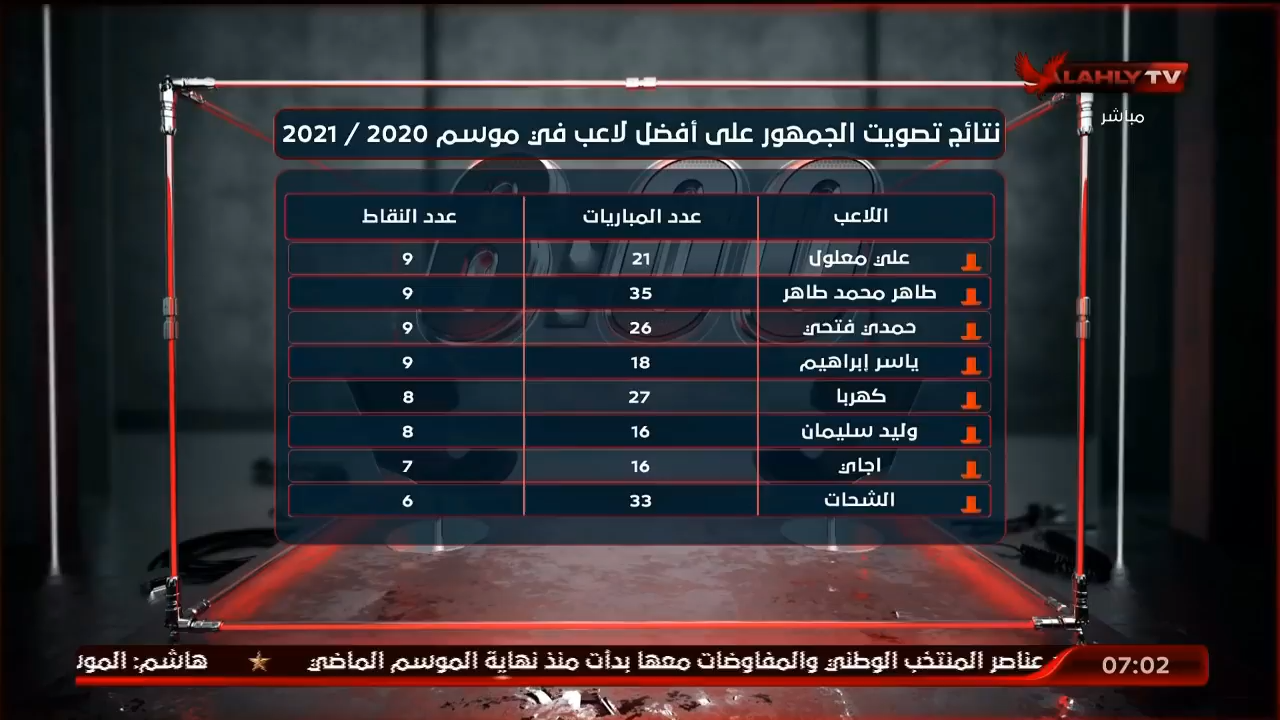 ALAHLY TV
مباشر
نتائج تصويت الجمهور على أفضل لاعب في موسم 2020 / 2021
اللاعب عدد المباريات عدد النقاط
علي معلول 21 9
طاهر محمد طاهر 35 9
حمدي فتحي 26 9
ياسر إبراهيم 18 9
كهربا 27 8
وليد سليمان 16 8
اجاي 16 7
الشحات 33 6
07:02
عناصر المنتخب الوطني والمفاوضات معها بدأت منذ نهاية الموسم الماضي هاشم: